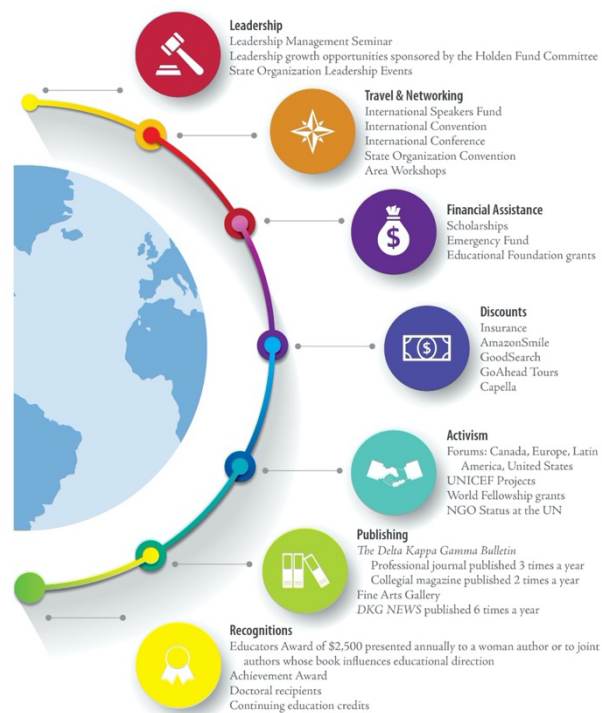 Leadership
Leadership Management Seminar
Leadership growth opportunities sponsored by the Holden Fund Committee
State Organization Leadership Events
Travel & Networking
International Speakers Fund
International Convention
International Conference
State Organization Convention
Area Workshops
Financial Assistance
Scholarships
Emergency Fund
Educational Foundation grants
$
Discounts
Insurance
AmazonSmile
GoodSearch
GoAhead Tours
Capella
$
Activism
Forums: Canada, Europe, Latin
America, United States
UNICEF Projects
World Fellowship grants
NGO Status at the UN
Publishing
The Delta Kappa Gamma Bulletin
Professional journal published 3 times a year
Collegial magazine published 2 times a year
Fine Arts Gallery
DKG NEWS published 6 times a year
Recognitions
Educators Award of $2,500 presented annually to a woman author or to joint
authors whose book influences educational direction
Achievement Award
Doctoral recipients
Continuing education credits